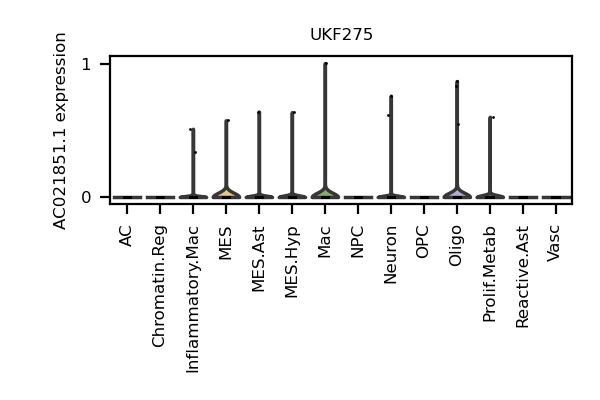 UKF275
AC021851.1 expression
1
0
AC
Chromatin.Reg
Inflammatory.Mac
MES
MES.Ast
MES.Hyp
Mac
NPC
Neuron
OPC
Oligo
Prolif.Metab
Reactive.Ast
Vasc